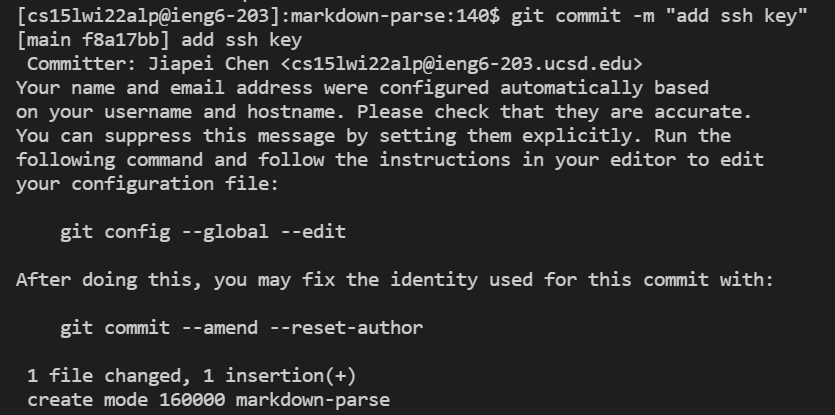 [cs15lwi22alp@ieng6-203]:markdown-parse:140$ git commit -m "add ssh key"
[main f8a17bb] add ssh key
 Committer: Jiapei Chen <cs15lwi22alp@ieng6-203.ucsd.edu>
Your name and email address were configured automatically based
on your username and hostname. Please check that they are accurate.
You can suppress this message by setting them explicitly. Run the
following command and follow the instructions in your editor to edit
your configuration file:

    git config --global --edit

After doing this, you may fix the identity used for this commit with:

    git commit --amend --reset-author

 1 file changed, 1 insertion(+)
 create mode 160000 markdown-parse